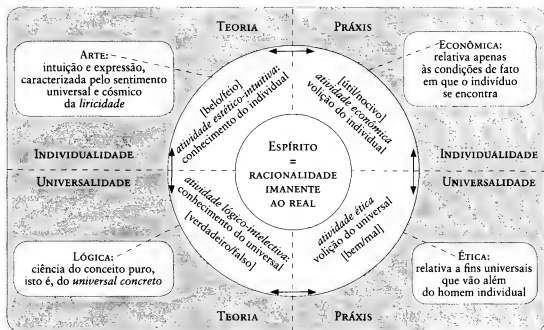 TEORIA
PRÁXIS
ARTE:
intuição e expressão,
caracterizada pelo sentimento
universal e cósmico
da liricidade
[belo/feio]
atividade estético-intuitiva:
conhecimento do individual
[útil/nocivo]
atividade econômica
volição do individual
ECONÔMICA:
relativa apenas
às condições de fato
em que o indivíduo
se encontra
INDIVIDUALIDADE
UNIVERSALIDADE
ESPÍRITO
=
RACIONALIDADE
IMANENTE
AO REAL
INDIVIDUALIDADE
UNIVERSALIDADE
atividade lógico-intelectiva:
conhecimento do universal
[verdadeiro/falso]
atividade ética
volição do universal
[bem/mal]
LÓGICA:
ciência do conceito puro,
isto é, do universal concreto
ÉTICA:
relativa a fins universais
que vão além
do homem individual
TEORIA
PRÁXIS